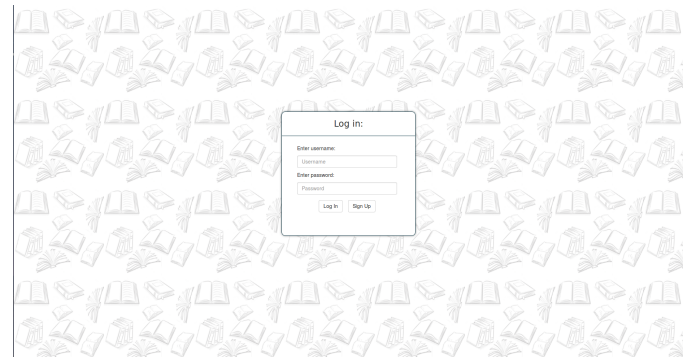 Log in:
Enter username:
Username
Enter password:
Password
Log In Sign Up